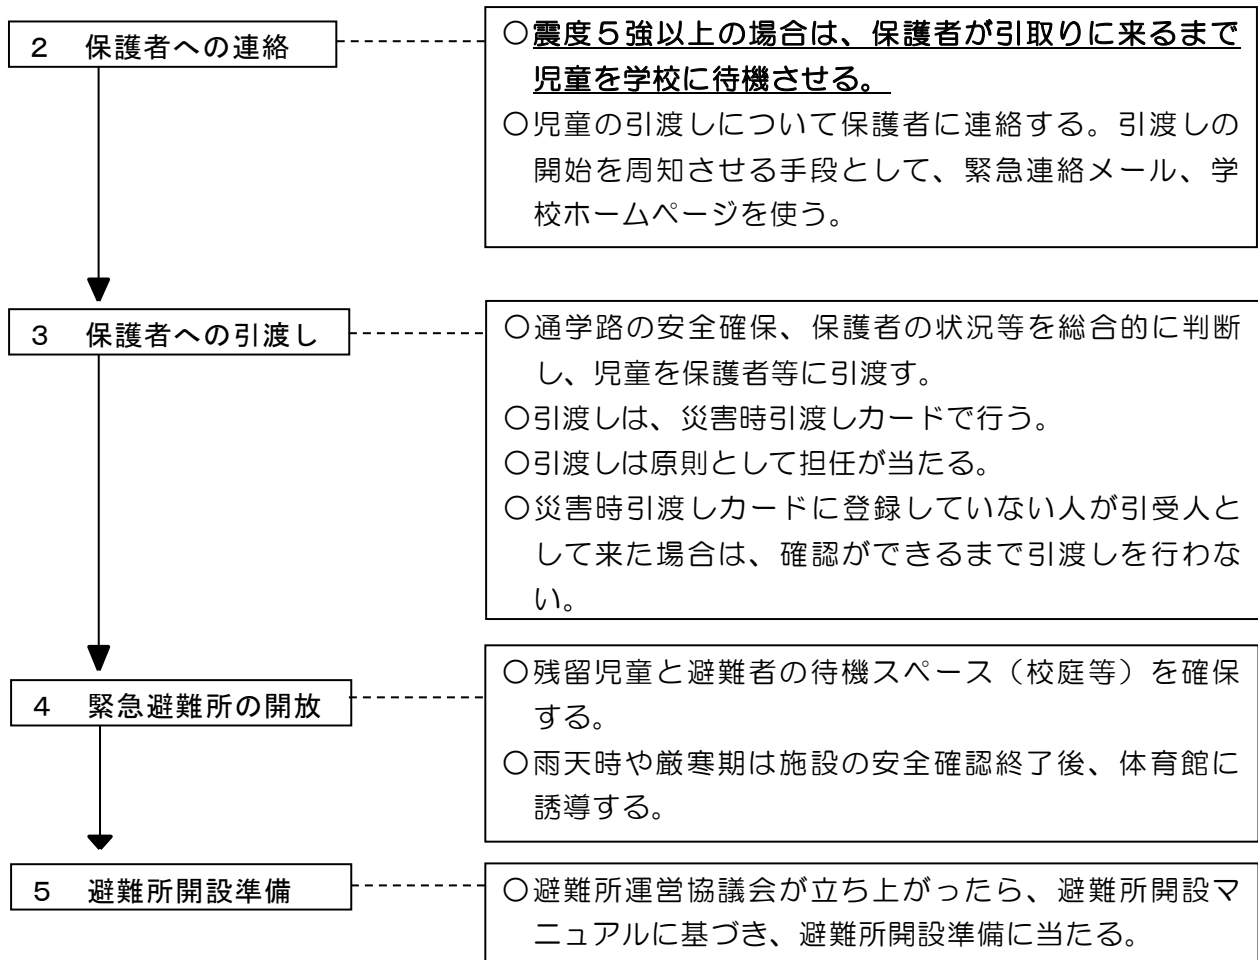 ２　保護者への連絡
○震度５強以上の場合は、保護者が引取りに来るまで
児童を学校に待機させる。
○児童の引渡しについて保護者に連絡する。引渡しの
開始を周知させる手段として、緊急連絡メール、学
校ホームページを使う。
３　保護者への引渡し
○通学路の安全確保、保護者の状況等を総合的に判断
し、児童を保護者等に引渡す。
○引渡しは、災害時引渡しカードで行う。
○引渡しは原則として担任が当たる。
○災害時引渡しカードに登録していない人が引受人と
して来た場合は、確認ができるまで引渡しを行わな
い。
４　緊急避難所の開放
○残留児童と避難者の待機スペース（校庭等）を確保
する。
○雨天時や厳寒期は施設の安全確認終了後、体育館に
誘導する。
５　避難所開設準備
○避難所運営協議会が立ち上がったら、避難所開設マ
ニュアルに基づき、避難所開設準備に当たる。